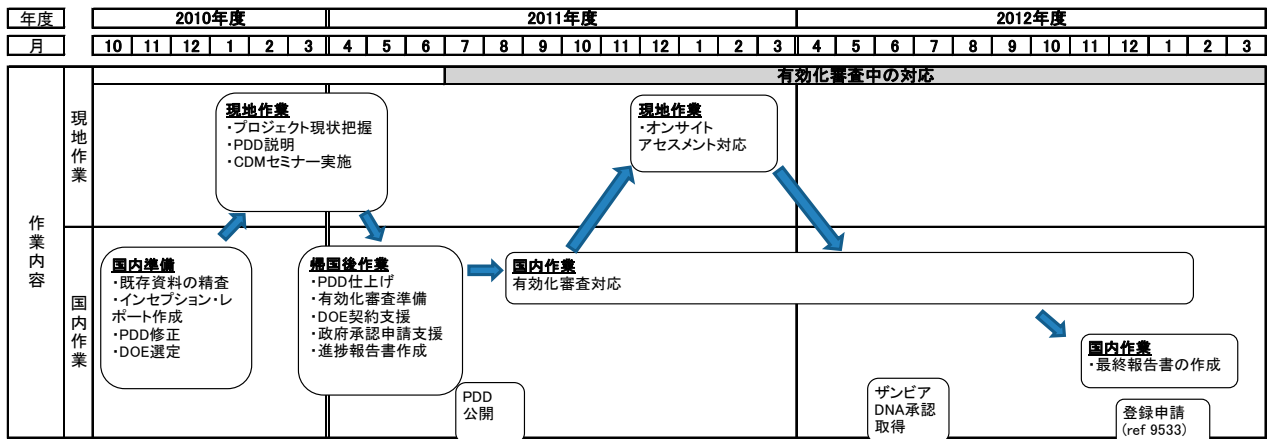 年度 2010年度 2011年度 2012年度
月 10 11 12 1 2 3 4 5 6 7 8 9 10 11 12 1 2 3 4 5 6 7 8 9 10 11 12 1 2 3
有効化審査中の対応
作業内容
現地作業
現地作業
・プロジェクト現状把握
・PDD説明
・CDMセミナー実施
現地作業
・オンサイト
アセスメント対応
国内作業
国内準備
・既存資料の精査
・インセプション・レ
ポート作成
・PDD修正
・DOE選定
帰国後作業
・PDD仕上げ
・有効化審査準備
・DOE契約支援
・政府承認申請支援
・進捗報告書作成
国内作業
有効化審査対応
国内作業
・最終報告書の作成
PDD
公開
ザンビア
DNA承認
取得
登録申請
(ref 9533)